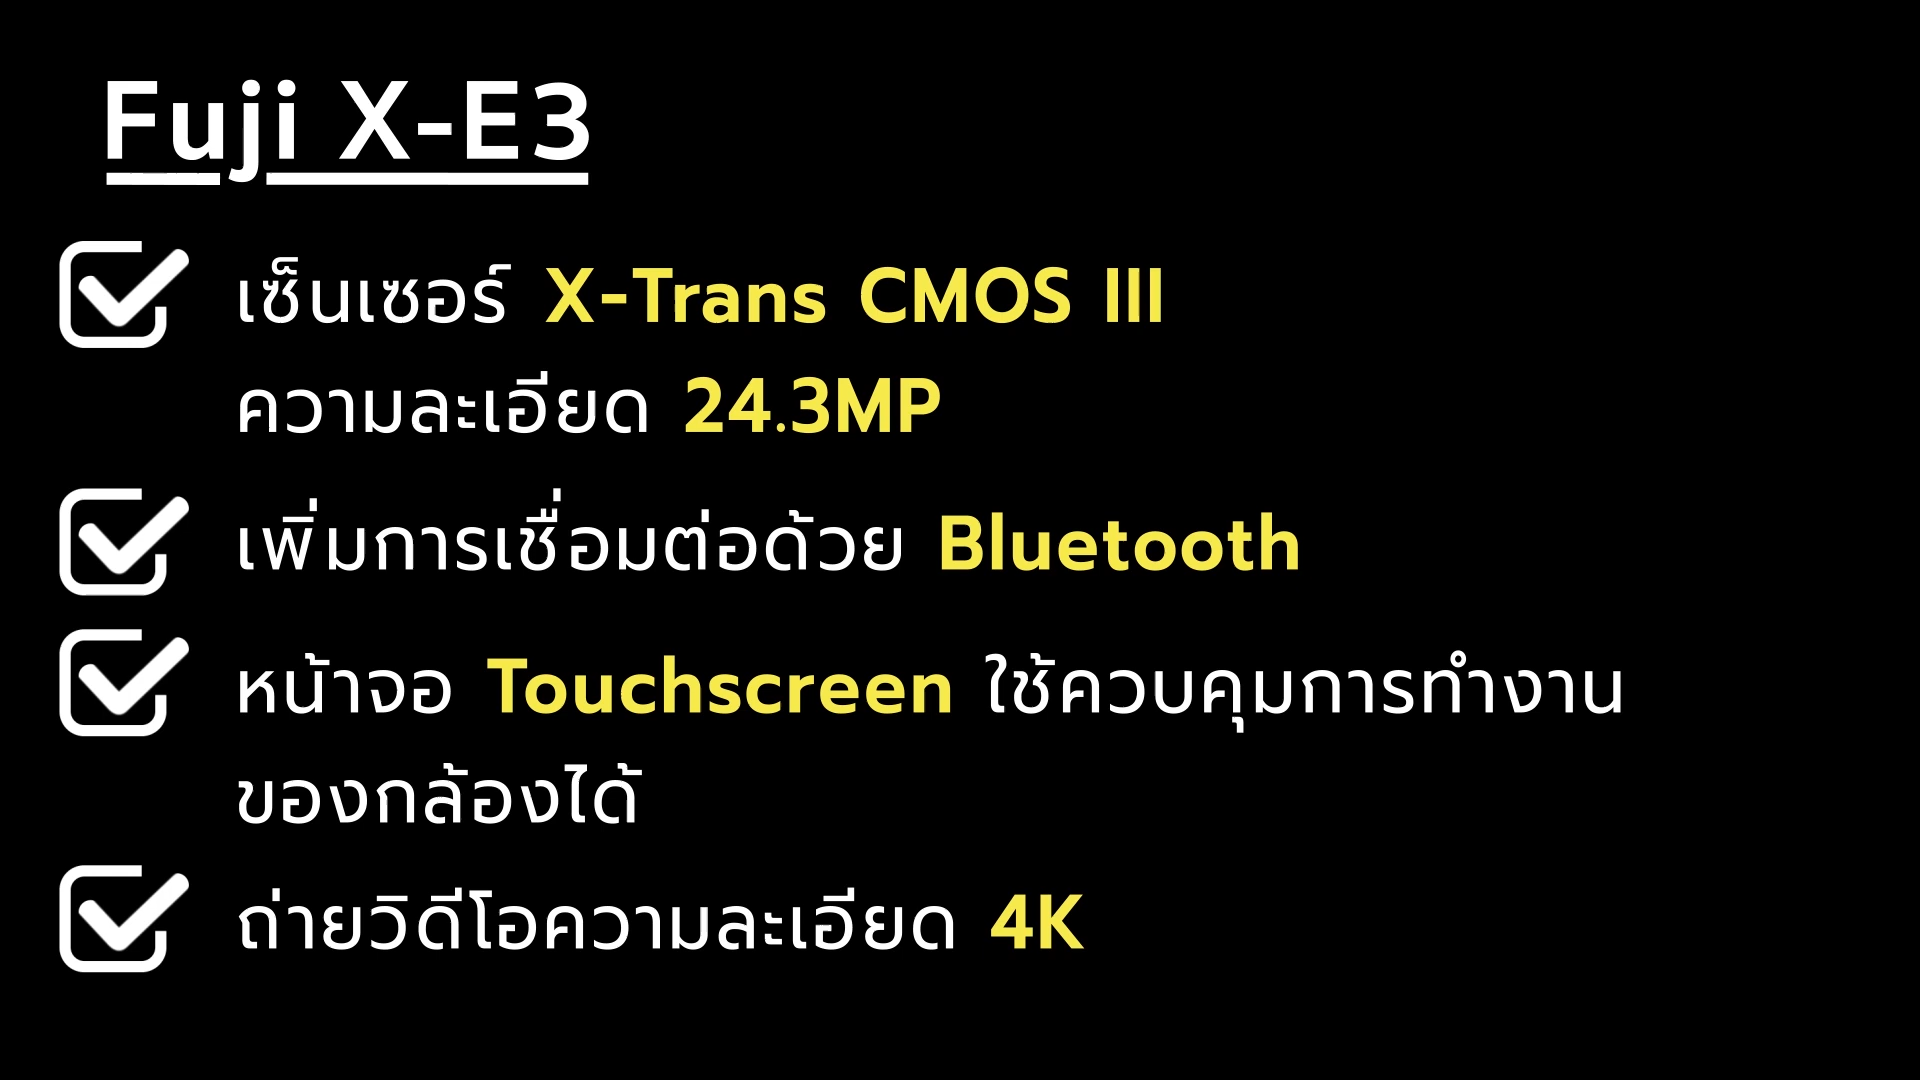 Fuji X-E3
เซ็นเซอร์ X-Trans CMOS III
ความละเอียด 24.3MP
เพิ่มการเชื่อมต่อด้วย Bluetooth
หน้าจอ Touchscreen ใช้ควบคุมการทำงาน
ของกล้องได้
ถ่ายวิดีโอความละเอียด 4K